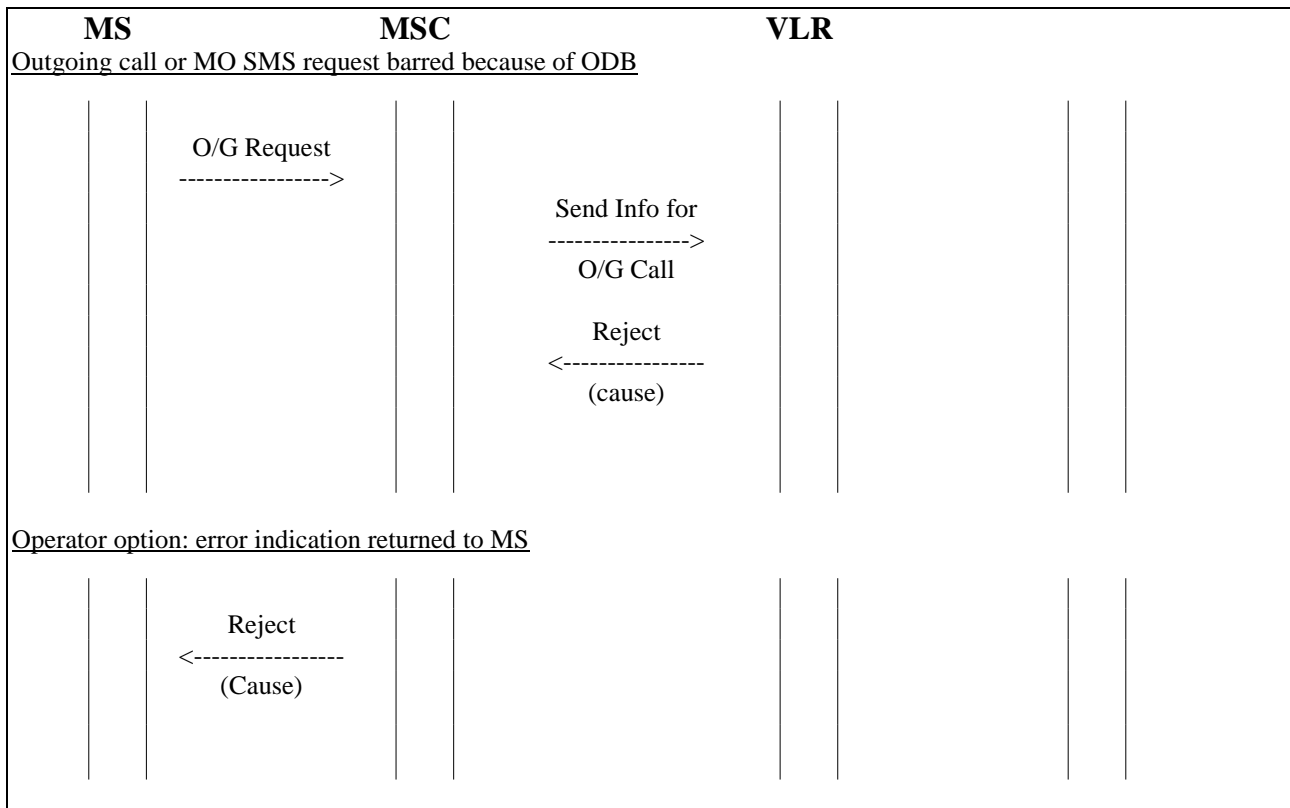 MS MSC VLR
Outgoing call or MO SMS request barred because of ODB
O/G Request
----------------->
Send Info for
---------------->
O/G Call
Reject
<----------------
(cause)
Operator option: error indication returned to MS
Reject
<-----------------
(Cause)